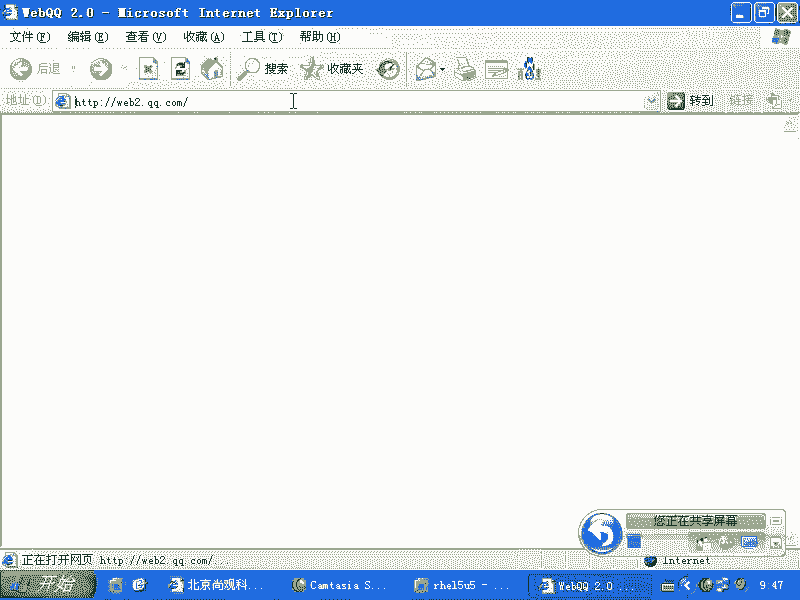 WebQQ 2.0 - Microsoft Internet Explorer
文件(F) 编辑(E) 查看(V) 收藏(A) 工具(T) 帮助(H)
后退 搜索 收藏夹
地址(D) http://web2.qq.com/ 转到 链接
您正在共享屏幕
正在打开网页 http://web2.qq.com/... Internet
开始 北京尚观科... Camtasia S... rhel5u5 - ... WebQQ 2.0 ... 9:47